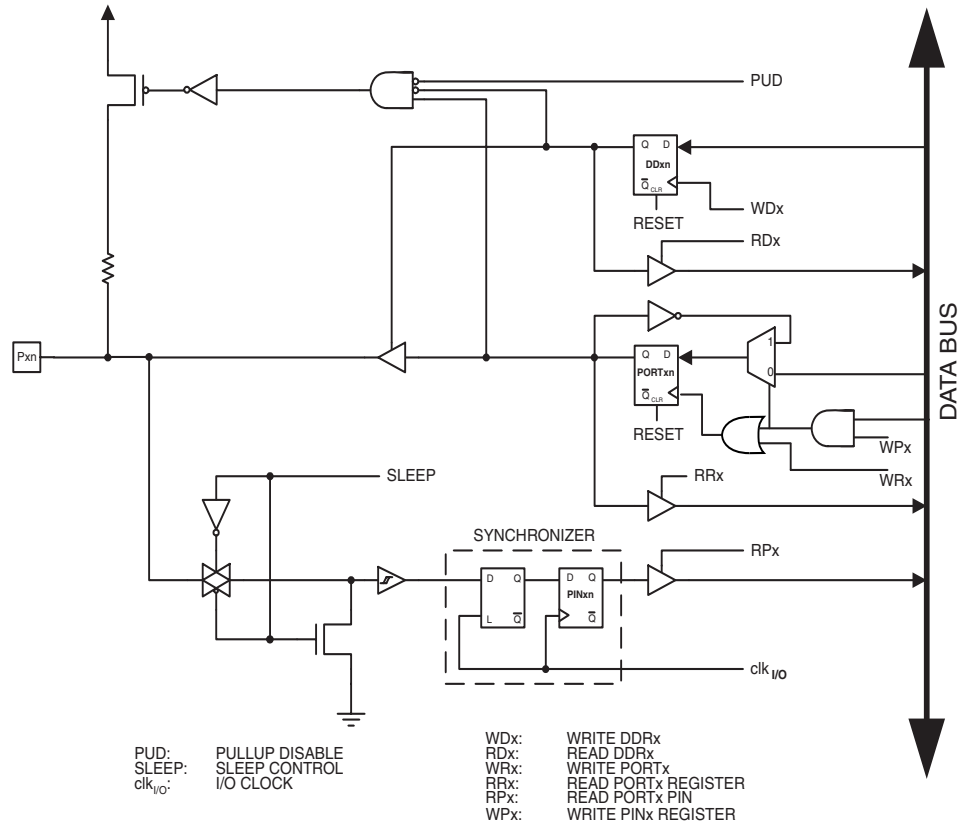 PUD
Q D
DDxn
Q CLR
WDx
RESET
RDx
1
Pxn
Q D
0
PORTxn
Q CLR
RESET
WPx
WRx
SLEEP
RRx
SYNCHRONIZER
RPx
D Q
D Q
PINxn
L Q
Q
clk I/O
DATA BUS
PUD: PULLUP DISABLE
SLEEP: SLEEP CONTROL
clkI/O: I/O CLOCK
WDx: WRITE DDRx
RDx: READ DDRx
WRx: WRITE PORTx
RRx: READ PORTx REGISTER
RPx: READ PORTx PIN
WPx: WRITE PINx REGISTER